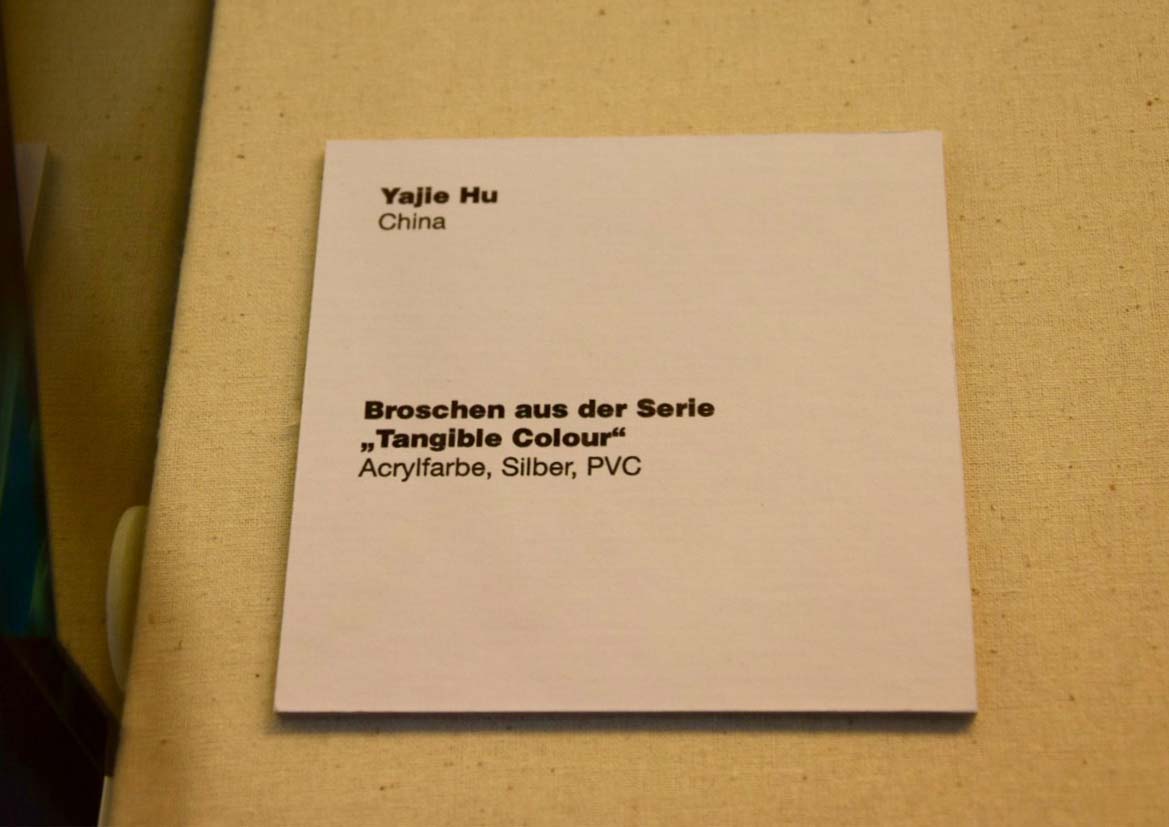 Yajie Hu
China
Broschen aus der Serie
„Tangible Colour“
Acrylfarbe, Silber, PVC